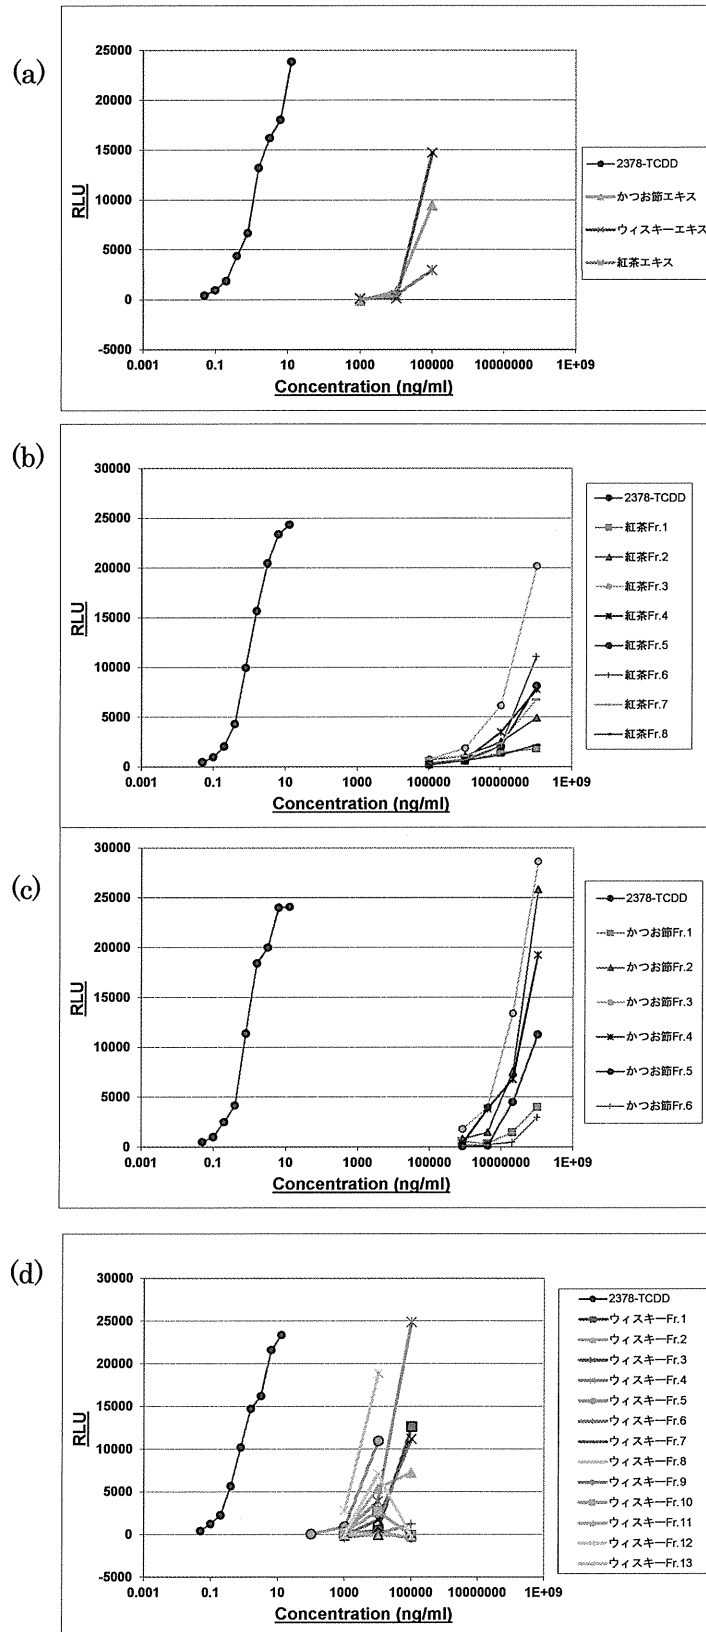 (a)
25000
20000
15000
10000
5000
0
-5000
RLU
0.001 0.1 10 1000 100000 10000000 1E+09
Concentration (ng/ml)
2378-TCDD
かつお節エキス
ウィスキーエキス
紅茶エキス
(b)
30000
25000
20000
15000
10000
5000
0
RLU
0.001 0.1 10 1000 100000 10000000 1E+09
Concentration (ng/ml)
2378-TCDD
紅茶Fr.1
紅茶Fr.2
紅茶Fr.3
紅茶Fr.4
紅茶Fr.5
紅茶Fr.6
紅茶Fr.7
紅茶Fr.8
(c)
30000
25000
20000
15000
10000
5000
0
RLU
0.001 0.1 10 1000 100000 10000000 1E+09
Concentration (ng/ml)
2378-TCDD
かつお節Fr.1
かつお節Fr.2
かつお節Fr.3
かつお節Fr.4
かつお節Fr.5
かつお節Fr.6
(d)
30000
25000
20000
15000
10000
5000
0
-5000
RLU
0.001 0.1 10 1000 100000 10000000 1E+09
Concentration (ng/ml)
2378-TCDD
ウィスキーFr.1
ウィスキーFr.2
ウィスキーFr.3
ウィスキーFr.4
ウィスキーFr.5
ウィスキーFr.6
ウィスキーFr.7
ウィスキーFr.8
ウィスキーFr.9
ウィスキーFr.10
ウィスキーFr.11
ウィスキーFr.12
ウィスキーFr.13